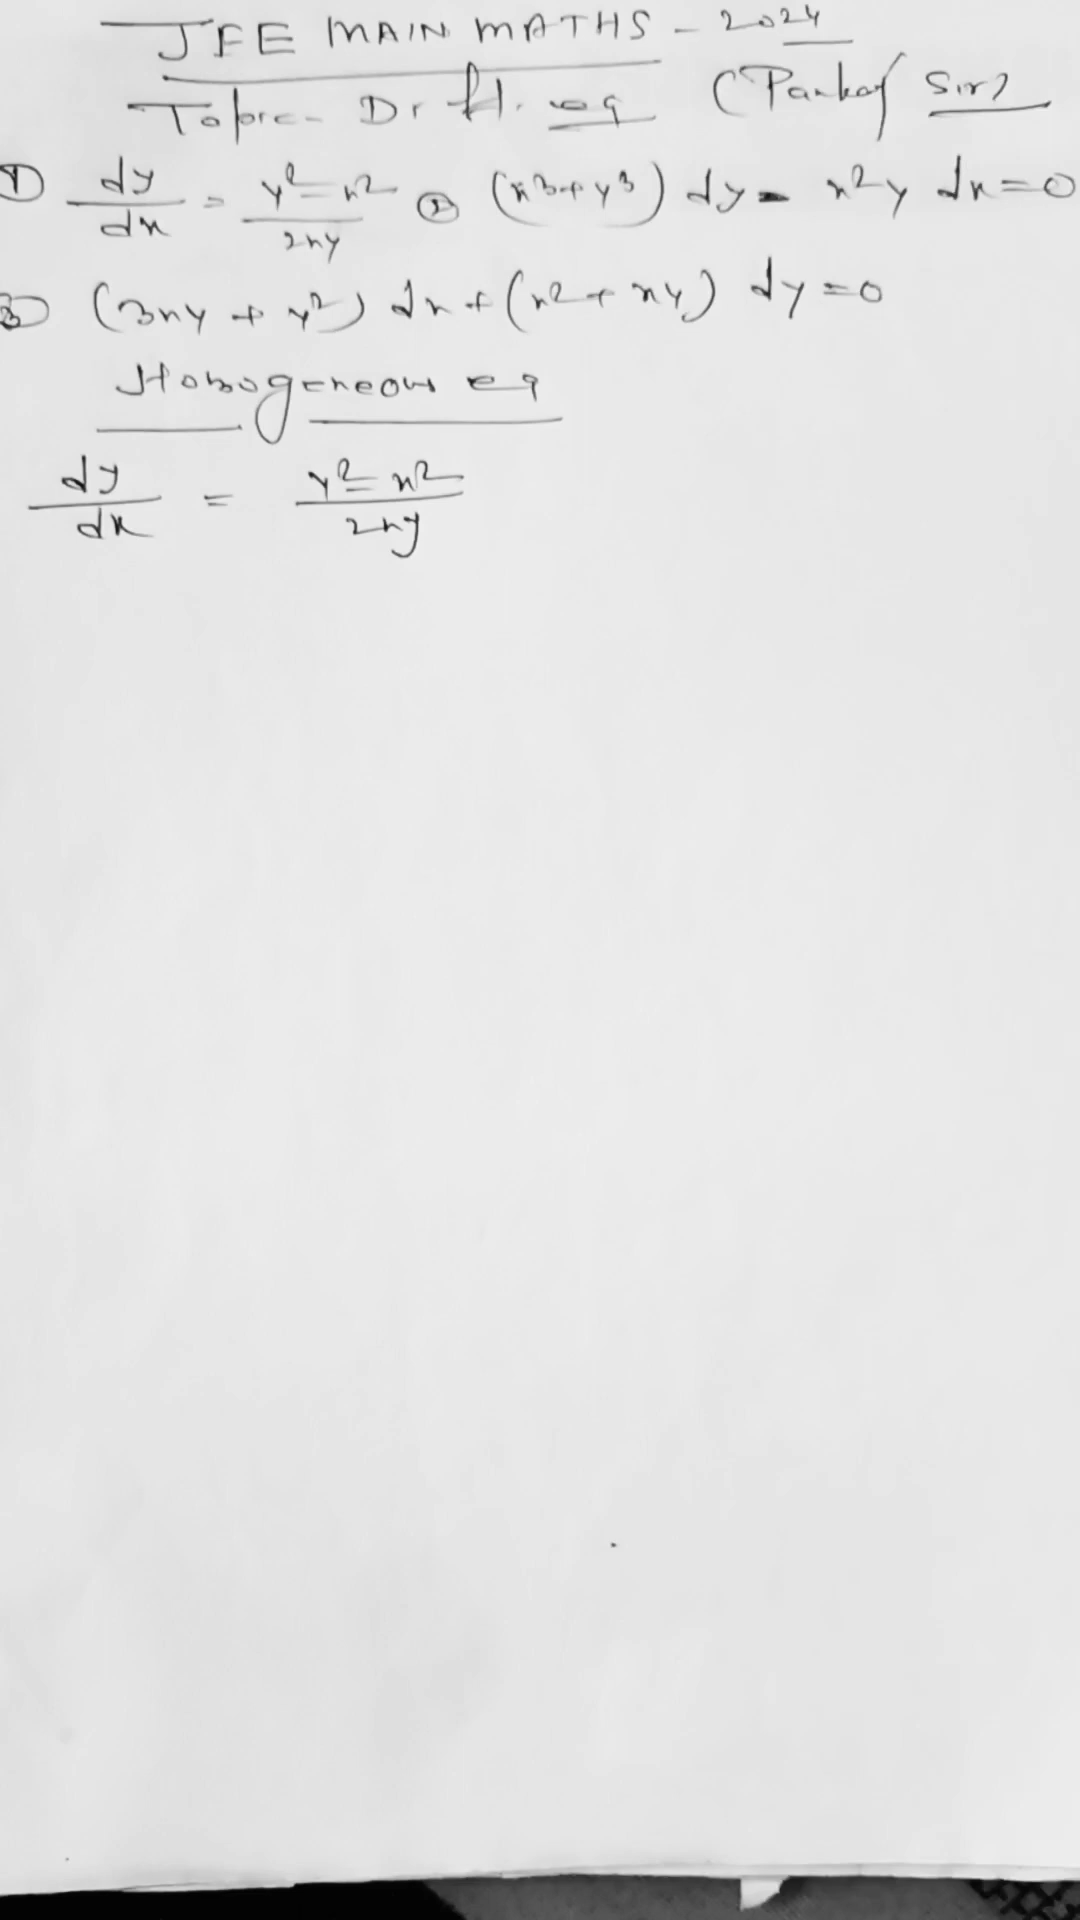 JEE MAIN MATHS - 2024
Topic - Diff. eq (Pankaj Sir)
① dy/dx = y²-x²/2xy ② (x³+y³) dy - x²y dx=0
③ (3xy + y²) dx + (x²+xy) dy=0
Homogeneous eq
dy/dx = y²-x²/2xy